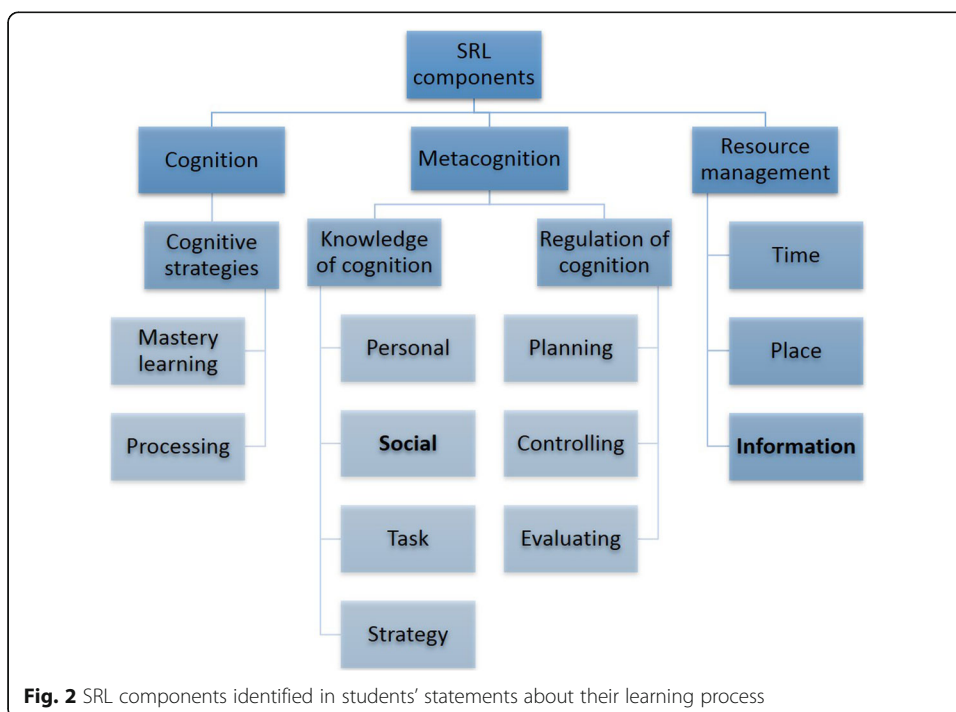 SRL
components
Cognition
Metacognition
Resource
management
Cognitive
strategies
Knowledge
of cognition
Regulation of
cognition
Time
Mastery
learning
Personal
Planning
Place
Processing
Social
Controlling
Information
Task
Evaluating
Strategy
Fig. 2 SRL components identified in students’ statements about their learning process